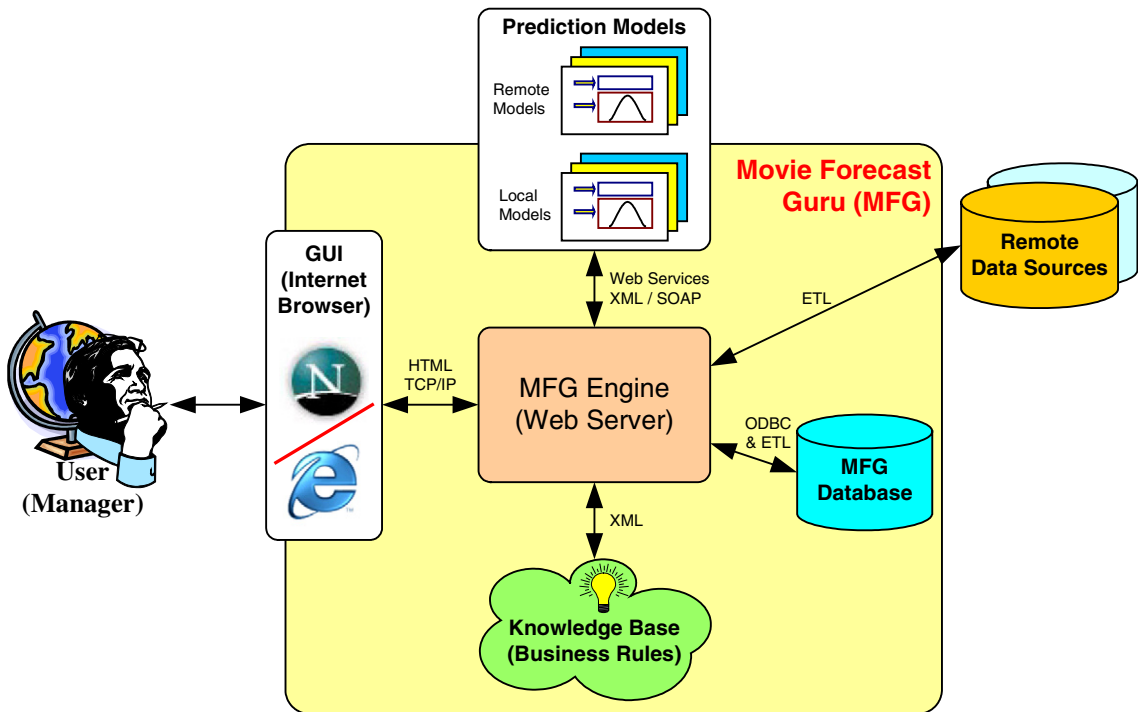 Prediction Models
Remote
Models
Local
Models
Movie Forecast
Guru (MFG)
Remote
Data Sources
GUI
(Internet
Browser)
Web Services
XML / SOAP
ETL
N
HTML
TCP/IP
MFG Engine
(Web Server)
ODBC
& ETL
MFG
Database
e
TM
User
(Manager)
XML
Knowledge Base
(Business Rules)